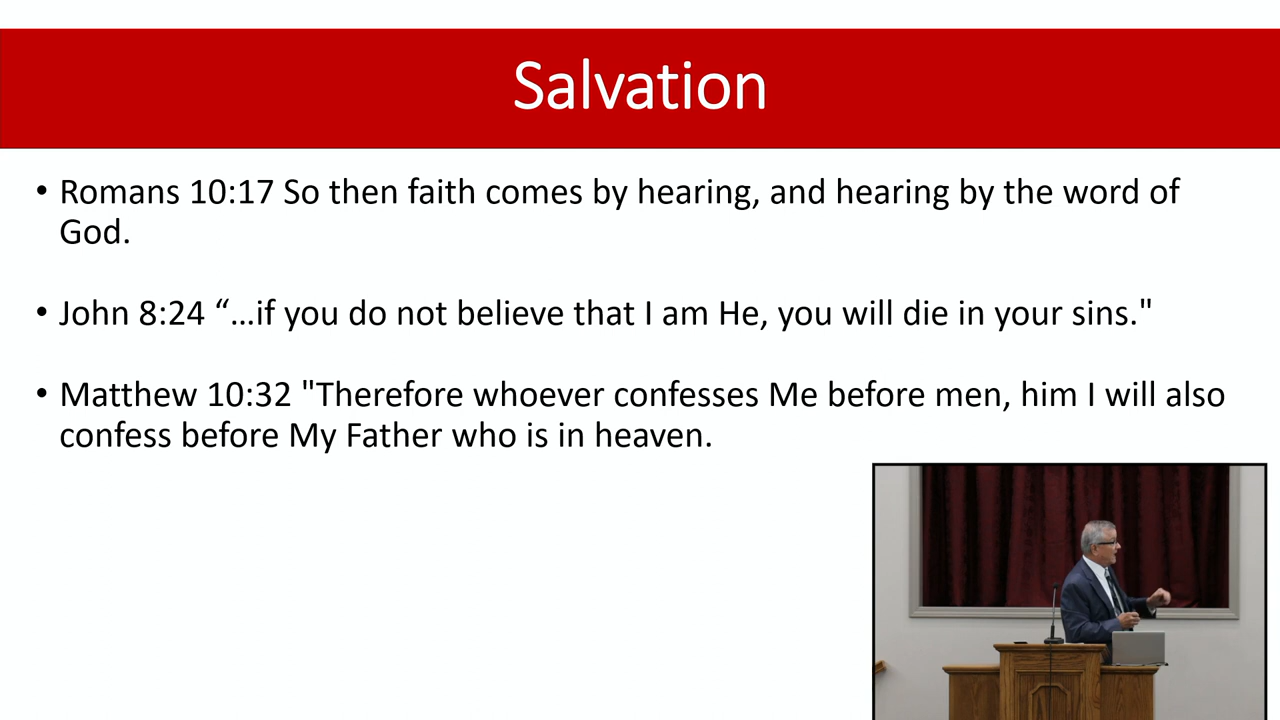 Salvation
• Romans 10:17 So then faith comes by hearing, and hearing by the word of
God.
• John 8:24 “…if you do not believe that I am He, you will die in your sins."
• Matthew 10:32 "Therefore whoever confesses Me before men, him I will also
confess before My Father who is in heaven.